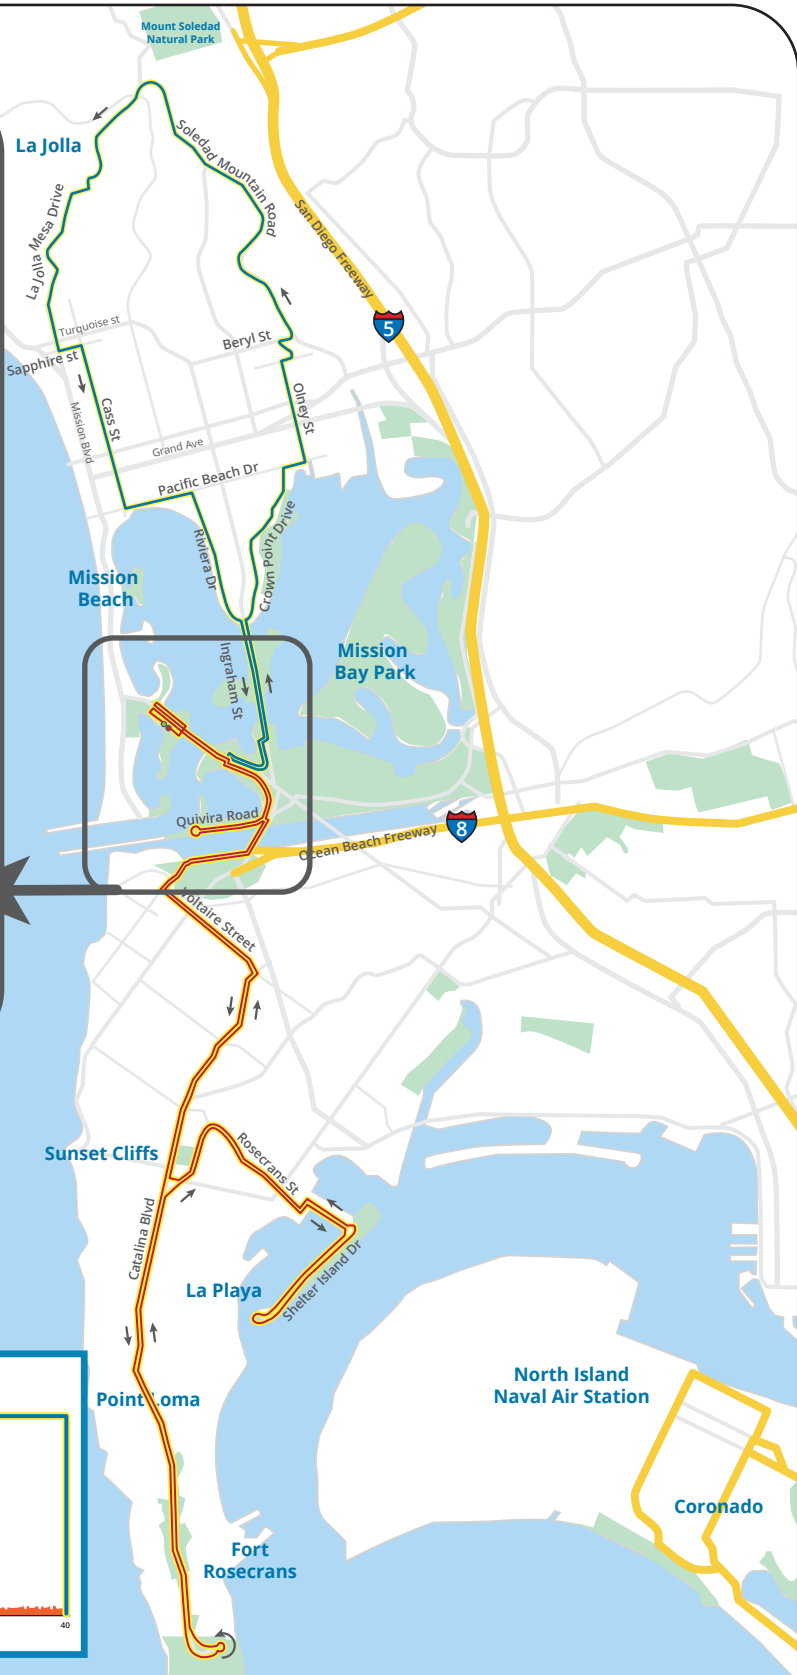 Mount Soledad
Natural Park
La Jolla
Soledad Mountain Road
La Jolla Mesa Drive
San Diego Freeway
5
Turquoise st
Beryl St
Sapphire st
Mission Blvd
Cass St
Olney St
Grand Ave
Pacific Beach Dr
Riviera Dr
Crown Point Drive
Mission
Beach
Ingraham St
Mission
Bay Park
Quivira Road
8
Ocean Beach Freeway
Voltaire Street
Sunset Cliffs
Rosecrans St
Catalina Blvd
La Playa
Shelter Island Dr
North Island
Naval Air Station
Point Loma
Coronado
Fort
Rosecrans
40